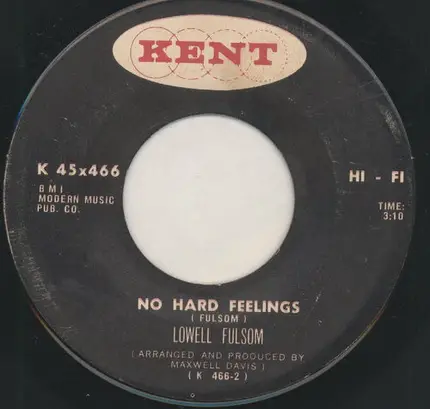 KENT
K 45x466
HI - FI
BMI
MODERN MUSIC
PUB. CO.
TIME:
3:10
NO HARD FEELINGS
( FULSOM )
LOWELL FULSOM
( ARRANGED AND PRODUCED BY
MAXWELL DAVIS )
( K 466-2 )